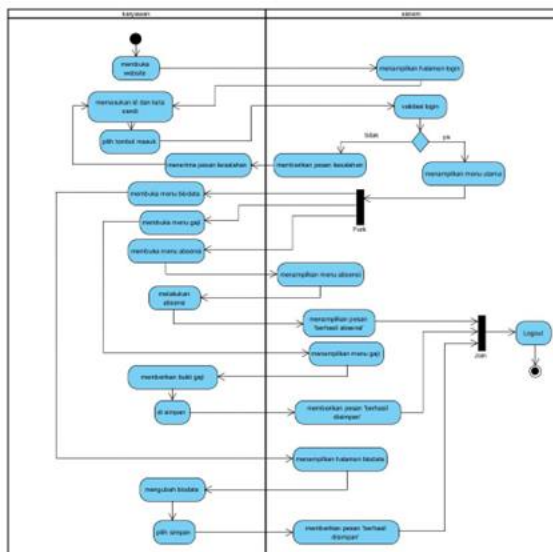 karyawan
sistem
membuka
website
menampilkan halaman login
memasukan id dan kata
sandi
validasi login
pilih tombol masuk
tidak
ya
menerima pesan kesalahan
memberikan pesan kesalahan
menampilkan menu utama
membuka menu biodata
membuka menu gaji
Fork
membuka menu absensi
menampilkan menu absensi
melakukan
absensi
menampilkan pesan
'berhasil absensi'
Logout
menampilkan menu gaji
Join
memberikan bukti gaji
di simpan
memberikan pesan 'berhasil
disimpan'
menampilkan halaman biodata
mengubah biodata
pilih simpan
memberikan pesan 'berhasil
disimpan'